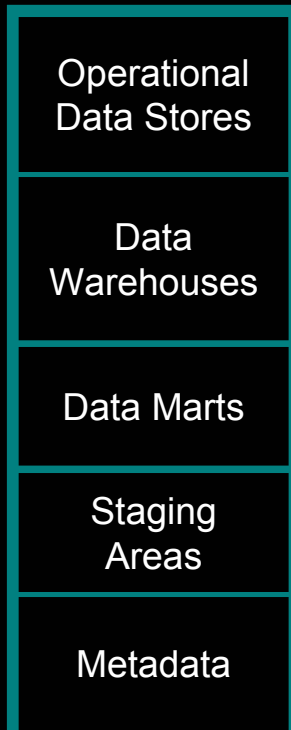 Operational
Data Stores
Data
Warehouses
Data Marts
Staging
Areas
Metadata